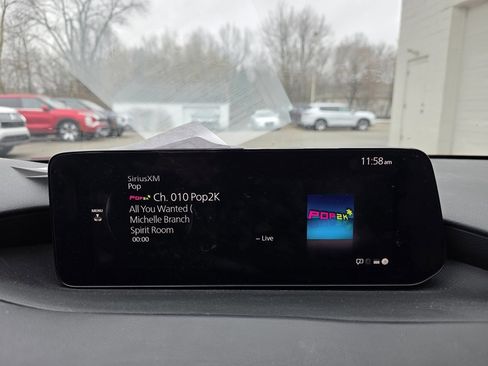 11:58 am
SiriusXM
Pop
POP2K Ch. 010 Pop2K
MENU
All You Wanted (
Michelle Branch
Spirit Room
00:00
Live
POP2K